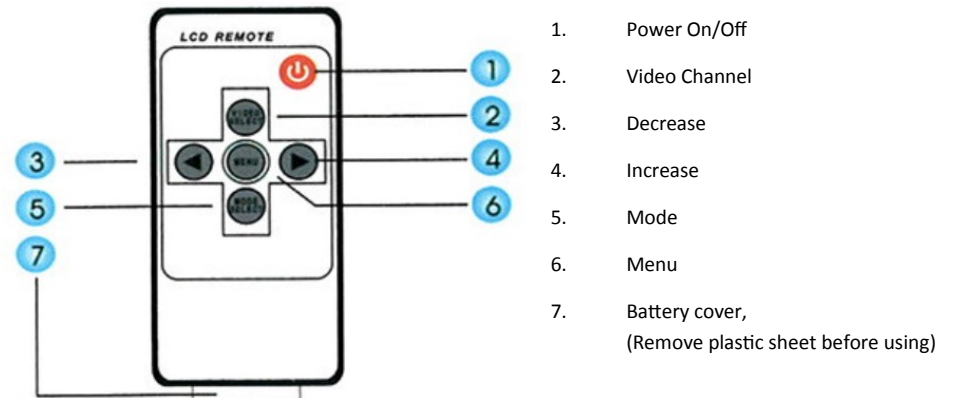 LCD REMOTE
VIDEO
SELECT
MENU
MODE
SELECT
1
2
3
4
5
6
7
1. Power On/Off
2. Video Channel
3. Decrease
4. Increase
5. Mode
6. Menu
7. Battery cover,
(Remove plastic sheet before using)